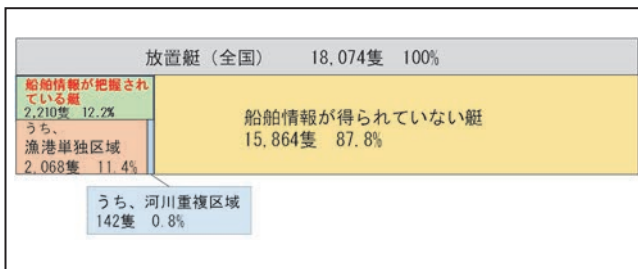 放置艇（全国）　18,074隻　100%
船舶情報が把握され
ている艇
2,210隻　12.2%
うち、
漁港単独区域
2,068隻　11.4%
船舶情報が得られていない艇
15,864隻　87.8%
うち、河川重複区域
142隻　0.8%